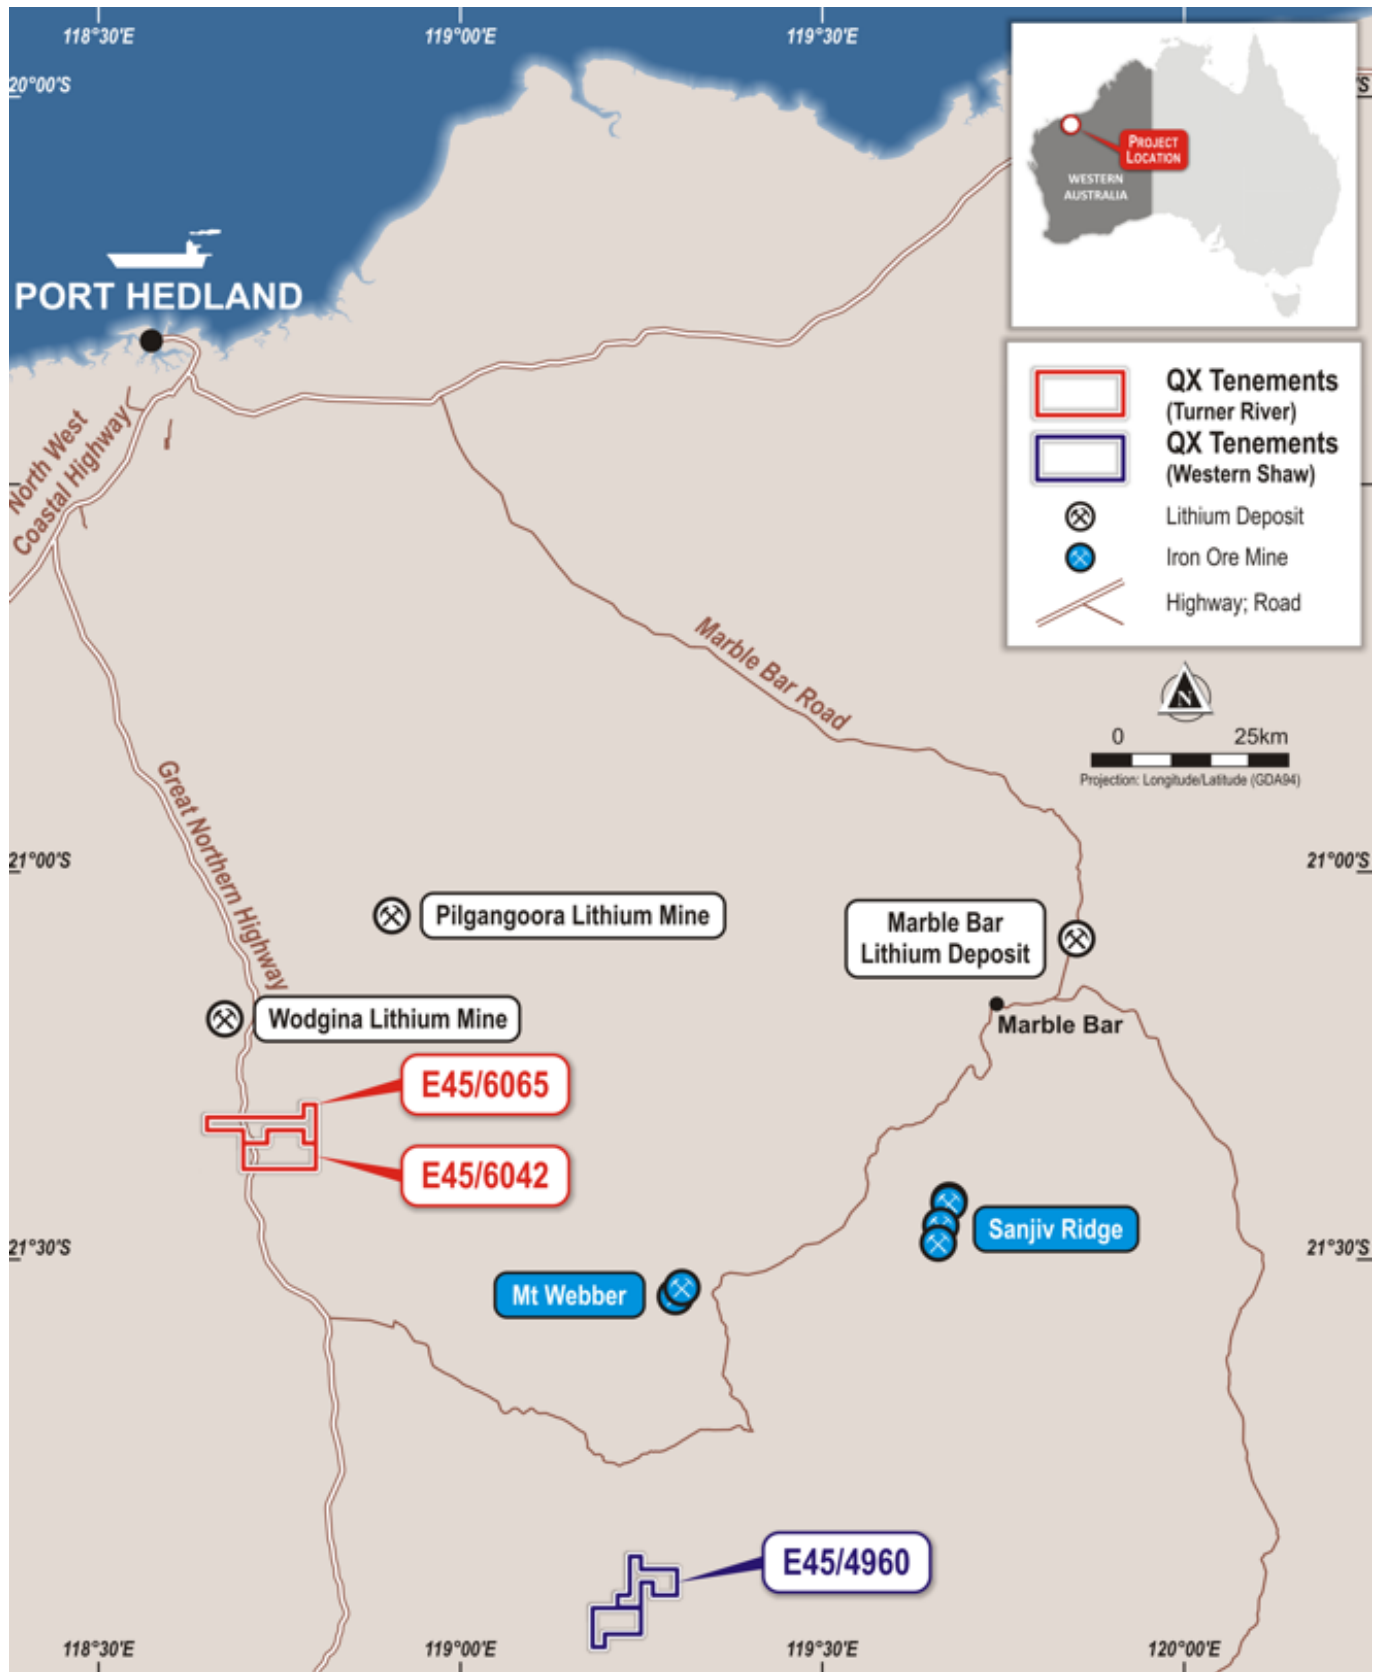 118°30'E
119°00'E
119°30'E
20°00'S
'S
PROJECT
LOCATION
WESTERN
AUSTRALIA
PORT HEDLAND
North West
Coastal Highway
QX Tenements
(Turner River)
QX Tenements
(Western Shaw)
Lithium Deposit
Iron Ore Mine
Highway; Road
Marble Bar Road
N
0 25km
Projection: Longitude/Latitude (GDA94)
Great Northern Highway
21°00'S
21°00'S
Pilgangoora Lithium Mine
Marble Bar
Lithium Deposit
Wodgina Lithium Mine
Marble Bar
E45/6065
E45/6042
Sanjiv Ridge
21°30'S
21°30'S
Mt Webber
E45/4960
118°30'E
119°00'E
119°30'E
120°00'E